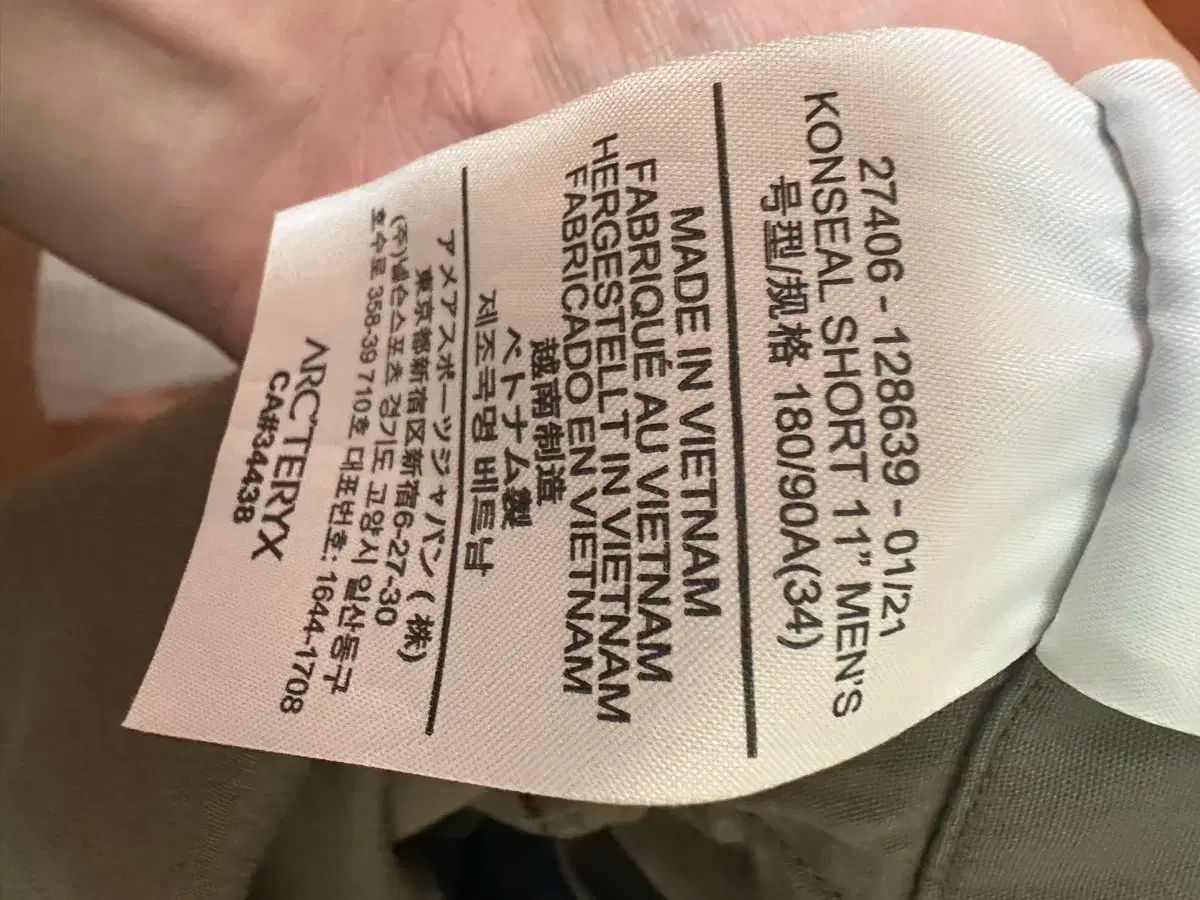 27406 - 128639 - 01/21
KONSEAL SHORT 11” MEN'S
号型/规格 180/90A(34)
MADE IN VIETNAM
FABRIQUÉ AU VIETNAM
HERGESTELLT IN VIETNAM
FABRICADO EN VIETNAM
越南制造
ベトナム製
제조국명 베트남
アメアスポーツジャパン(株)
東京都新宿区新宿6-27-30
(주)넬슨스포츠 경기도 고양시 일산동구
호수로 358-39 710호 대표번호: 1644-1708
ARC'TERYX
CA#34438